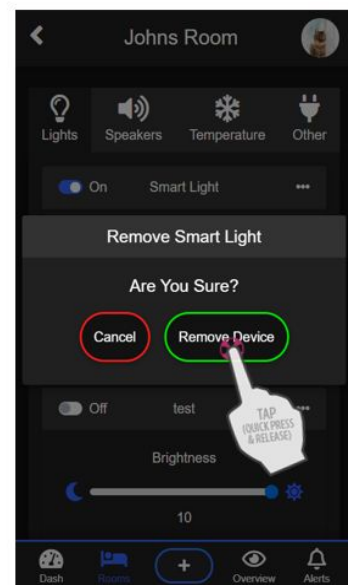 Johns Room
Lights Speakers Temperature Other
On Smart Light
Remove Smart Light
Are You Sure?
Cancel Remove Device
Off test
TAP
(QUICK PRESS
& RELEASE)
Brightness
10
Dash Rooms + Overview Alerts